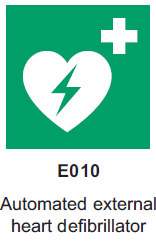 E010
Automated external
heart defibrillator